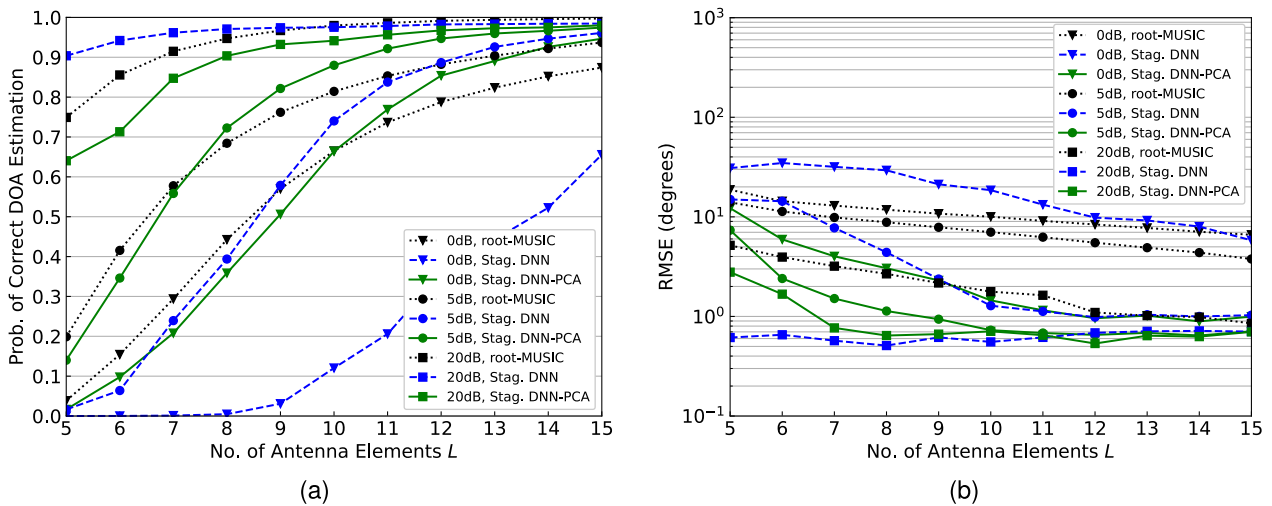 Prob. of Correct DOA Estimation
1.0
0.9
0.8
0.7
0.6
0.5
0.4
0.3
0.2
0.1
0.0
0dB, root-MUSIC
0dB, Stag. DNN
0dB, Stag. DNN-PCA
5dB, root-MUSIC
5dB, Stag. DNN
5dB, Stag. DNN-PCA
20dB, root-MUSIC
20dB, Stag. DNN
20dB, Stag. DNN-PCA
5 6 7 8 9 10 11 12 13 14 15
No. of Antenna Elements L
(a)
RMSE (degrees)
10³
10²
10¹
10⁰
10⁻¹
0dB, root-MUSIC
0dB, Stag. DNN
0dB, Stag. DNN-PCA
5dB, root-MUSIC
5dB, Stag. DNN
5dB, Stag. DNN-PCA
20dB, root-MUSIC
20dB, Stag. DNN
20dB, Stag. DNN-PCA
5 6 7 8 9 10 11 12 13 14 15
No. of Antenna Elements L
(b)